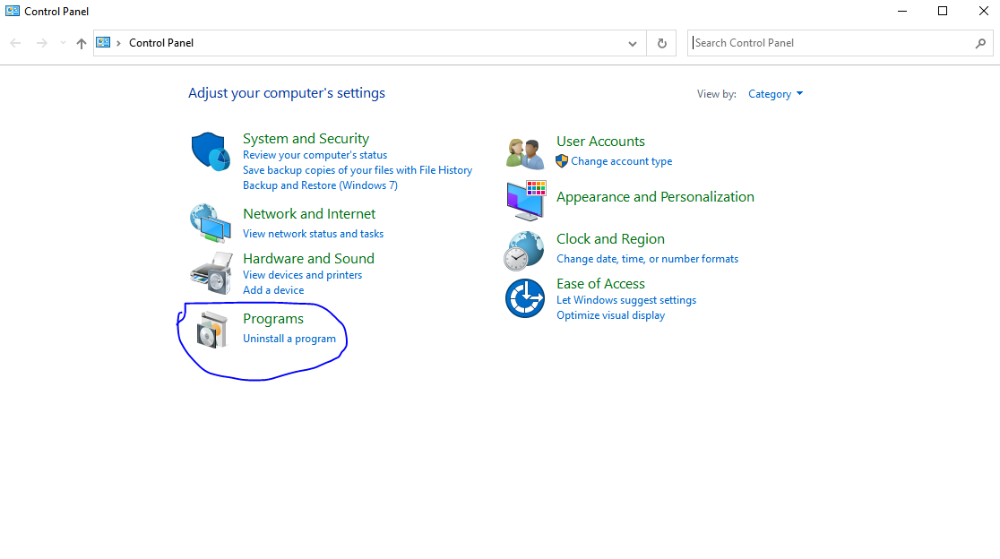 Control Panel
Control Panel
Search Control Panel
Adjust your computer's settings
View by:
Category
System and Security
Review your computer's status
Save backup copies of your files with File History
Backup and Restore (Windows 7)
Network and Internet
View network status and tasks
Hardware and Sound
View devices and printers
Add a device
Programs
Uninstall a program
User Accounts
Change account type
Appearance and Personalization
Clock and Region
Change date, time, or number formats
Ease of Access
Let Windows suggest settings
Optimize visual display